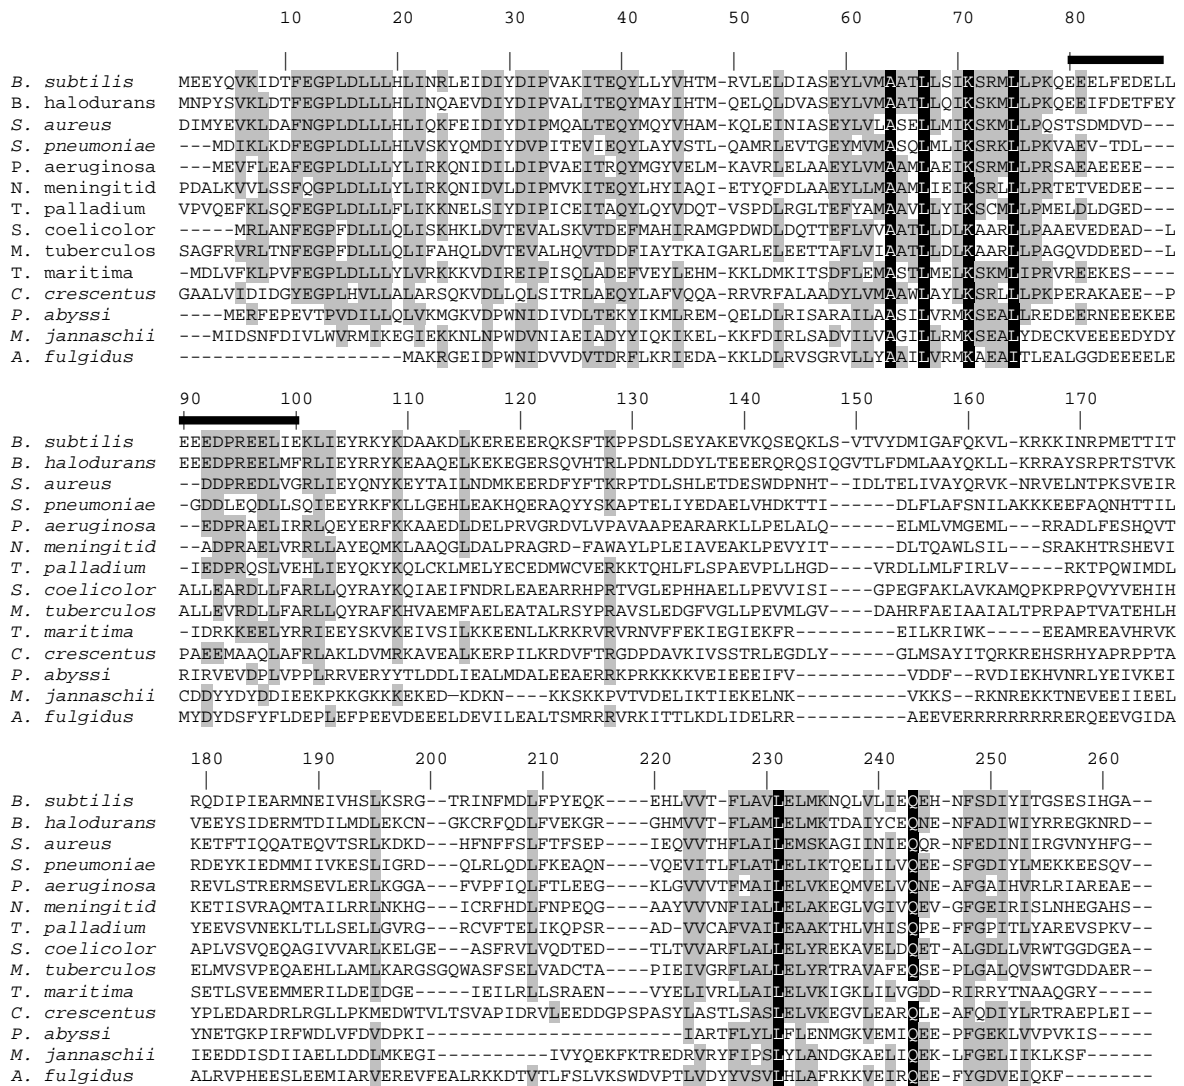 10 20 30 40 50 60 70 80
B. subtilis MEEYQVKIDTFEGPLDLLLHLINRLEIDIYDIPVAKITEQYLLYVHTM-RVLELDIASEYLVMAATLLSIKSRMLLPKQEEELFEDELL
B. halodurans MNPYSVKLDTFEGPLDLLLHLINQAEVDIYDIPVALITEQYMAYIHTM-QELQLDVASEYLVMAATLLQIKSKMLLPKQEEEIFDETFEY
S. aureus DIMYEVKLDAFNGPLDLLLHLIQKFEIDIYDIPMQALTEQYMQYVHAM-KQLEINIASEYLVLASELLMIKSKMLLPQSTSDMDVD---
S. pneumoniae ---MDIKLKDFEGPLDLLLHLVSKYQMDIYDVPITEVIEQYLAYVSTL-QAMRLEVTGEYMVMASQLMLIKSRKLLPKVAEV-TDL---
P. aeruginosa ----MEVFLEAFEGPLDLLLYLIRKQNIDILDIPVAEITRQYMGYVELM-KAVRLELAAEYLVMAAMLAEIKSRMLLPRSAEAEEEE---
N. meningitid PDALKVVLSSFQGPLDLLLYLIRKQNIDVLDIPMVKITEQYLHYIAQI-ETYQFDLAAEYLLMAAMLIEIKSRLLLPRTETVEDEE---
T. palladium VPVQEFKLSQFEGPLDLLLFLIKKNELSIYDIPICEITAQYLQYVDQT-VSPDLRGLTEFYAMAAVLLYIKSCMLLPMELDLDGED---
S. coelicolor -----MRLANFEGPFDLLLQLISKHKLDVTEVALSKVTDEFMAHIRAMGPDWDLDQTTEFLVVAATLLDLKAARLLPAAEVEDEAD--L
M. tuberculos SAGFRVRLTNFEGPFDLLLQLIFAHQLDVTEVALHQVTDDFIAYTKAIGARLELEETTAFLVIAATLLDLKAARLLPAGQVDDEED--L
T. maritima -MDLVFKLPVFEGPLDLLLYLVRKKKVDIREIPISQLADEFVEYLEHM-KKLDMKITSDFLEMASTLMELKSKMLIPRVREEKES----
C. crescentus GAALVIDIDGYEGPLHVLLALARSQKVDLLQLSITRLAEQYLAFVQQA-RRVRFALAADYLVMAAWLAYLKSRLLLPKPERAKAEE--P
P. abyssi ----MERFEPEVTPVDILLQLVKMGKVDPWNIDIVDLTEKYIKMLREM-QELDLRISARAILAASILVRMKSEALLREDEERNEEEKEE
M. jannaschii ---MIDSNFDIVLWVRMIKEGIEKKNLNPWDVNIAEIADYYIQKIKEL-KKFDIRLSADVILVAGILLRMKSEALYDECKVEEEEDYDY
A. fulgidus --------------------MAKRGEIDPWNIDVVDVTDRFLKRIEDA-KKLDLRVSGRVLLYAAILVRMKAEAITLEALGGDEEEELE
90 100 110 120 130 140 150 160 170
B. subtilis EEEDPREELIEKLIEYRKYKDAAKDLKEREEERQKSFTKPPSDLSEYAKEVKQSEQKLS-VTVYDMIGAFQKVL-KRKKINRPMETTIT
B. halodurans EEEDPREELMFRLIEYRRYKEAAQELKEKEGERSQVHTRLPDNLDDYLTEEERQRQSIQGVTLFDMLAAYQKLL-KRRAYSRPRTSTVK
S. aureus --DDPREDLVGRLIEYQNYKEYTAILNDMKEERDFYFTKRPTDLSHLETDESWDPNHT--IDLTELIVAYQRVK-NRVELNTPKSVEIR
S. pneumoniae -GDDLEQDLLSQIEEYRKFKLLGEHLEAKHQERAQYYSKAPTELIYEDAELVHDKTTI------DLFLAFSNILAKKKEEFAQNHTTIL
P. aeruginosa --EDPRAELIRRLQEYERFKKAAEDLDELPRVGRDVLVPAVAAPEARARKLLPELALQ------ELMLVMGEML---RRADLFESHQVT
N. meningitid --ADPRAELVRRLLAYEQMKLAAQGLDALPRAGRD-FAWAYLPLEIAVEAKLPEVYIT------DLTQAWLSIL---SRAKHTRSHEVI
T. palladium --IEDPRQSLVEHLIEYQKYKQLCKLMELYECEDMWCVERKKTQHLFLSPAEVPLLHGD-----VRDLLMLFIRLV----RKTPQWIMDL
S. coelicolor ALLEARDLLFARLLQYRAYKQIAEIFNDRLEAEARRHPRTVGLEPHHAELLPEVVISI----GPEGFAKLAVKAMQPKPRPQVYVEHIH
M. tuberculos ALLEVRDLLFARLLQYRAFKHVAEMFAELEATALRSYPRAVSLEDGFVGLLPEVMLGV----DAHRFAEIAAIALTPRPAPTVATEHLH
T. maritima -IDRKKEELYRRIEEYSKVKEIVSILKKEENLLKRKRVRVRNVFFEKIEGIEKFR---------EILKRIWK-----EEAMREAVHRVK
C. crescentus PAEEMAAQLAFRLAKLDVMRKAVEALKERPILKRDVFTRGDPDAVKIVSSTRLEGDLY------GLMSAYITQRKREHSRHYAPRPPTA
P. abyssi RIRVEVDPLVPPLRRVERYYTLDDLIEALMDALEEAERRKPRKKKKVEIEEEIFV---------VDDF--RVDIEKHVNRLYEIVKEI
M. jannaschii CDDYYDYDDIEEKPKKGKKKEKED-KDKN----KKSKKPVTVDELIKTIEKELNK---------VKKS--RKNREKKTNEVEEIIEEL
A. fulgidus MYDYDSFYFLDEPLEFPEEVDEEELDEVILEALTSMRRRVRKITTLKDLIDELRR---------AEEVERRRRRRRRRERQEEVGIDA
180 190 200 210 220 230 240 250 260
B. subtilis RQDIPIEARMNEIVHSLKSRG--TRINFMDLFPYEQK----EHLVVT-FLAVLELMKNQLVLIEQEH-NFSDIYITGSESIHGA--
B. halodurans VEEYSIDERMTDILMDLEKCN--GKCRFQDLFVEKGR----GHMVVT-FLAMLELMKTDAIYCEQNE-NFADIWIYRREGKNRD-
S. aureus KETFTIQQATEQVTSRLKDKD--HFNFFSLFTFSEP----IEQVVTHFLAILEMSKAGIINIEQQR-NFEDINIIRGVNYHFG--
S. pneumoniae RDEYKIEDMMIIVKESLIGRD--QLRLQDLFKEAQN----VQEVITLFLATLELIKTQELILVQEE-SFGDIYLMEKKEESQV--
P. aeruginosa REVLSTRERMSEVLERLKGGA---FVPFIQLFTLEEG----KLGVVVTFMAILELVKEQMVELVQNE-AFGAIHVRLRIAREAE--
N. meningitid KETISVRAQMTAILRRLNKHG---ICRFHDLFNPEQG----AAYVVVNFIALLELAKEGLVGIVQEV-GFGEIRISLNHEGAHS--
T. palladium YEEVSVNEKLTLLSELLGVRG---RCVFTELIKQPSR----AD-VVCAFVAILEAAKTHLVHISQPE-FFGPITLYAREVSPKV--
S. coelicolor APLVSVQEQAGIVVARLKELGE--ASFRVLVQDTED----TLTVVARFLALLELYREKAVELDQET-ALGDLLVRWTGGDGEA--
M. tuberculos ELMVSVPEQAEHLLAMLKARGSGQWASFSELVADCTA----PIEIVGRFLALLELYRTRAVAFEQSE-PLGALQVSWTGDDAER--
T. maritima SETLSVEEMMERILDEIDGE----IEILRLLSRAEN----VYELIVRLLAILELVKIGKLILVGDD-RIRRYTNAAQGRY-----
C. crescentus YPLEDARDRLRGLLPKMEDWTVLTSVAPIDRVLEEDDGPSPASYLASTLSASLELVKEGVLEARQLE-AFQDIYLRTRAEPLEI--
P. abyssi YNETGKPIRFWDLVFDVDPKI-----------------------IARTFLYLLFLENMGKVEMIQEE-PFGEKLVVPVKIS-----
M. jannaschii IEEDDISDIIAELLDDLMKEGI----------IVYQEKFKTREDRVRYFIPSLYLANDGKAELIQEK-LFGELIIKLKSF------
A. fulgidus ALRVPHEESLEEMIARVEREVFEALRKKDTVTLFSLVKSWDVPTLVDYYVSVLHLAFRKKVEIRQEE-FYGDVEIQKF--------